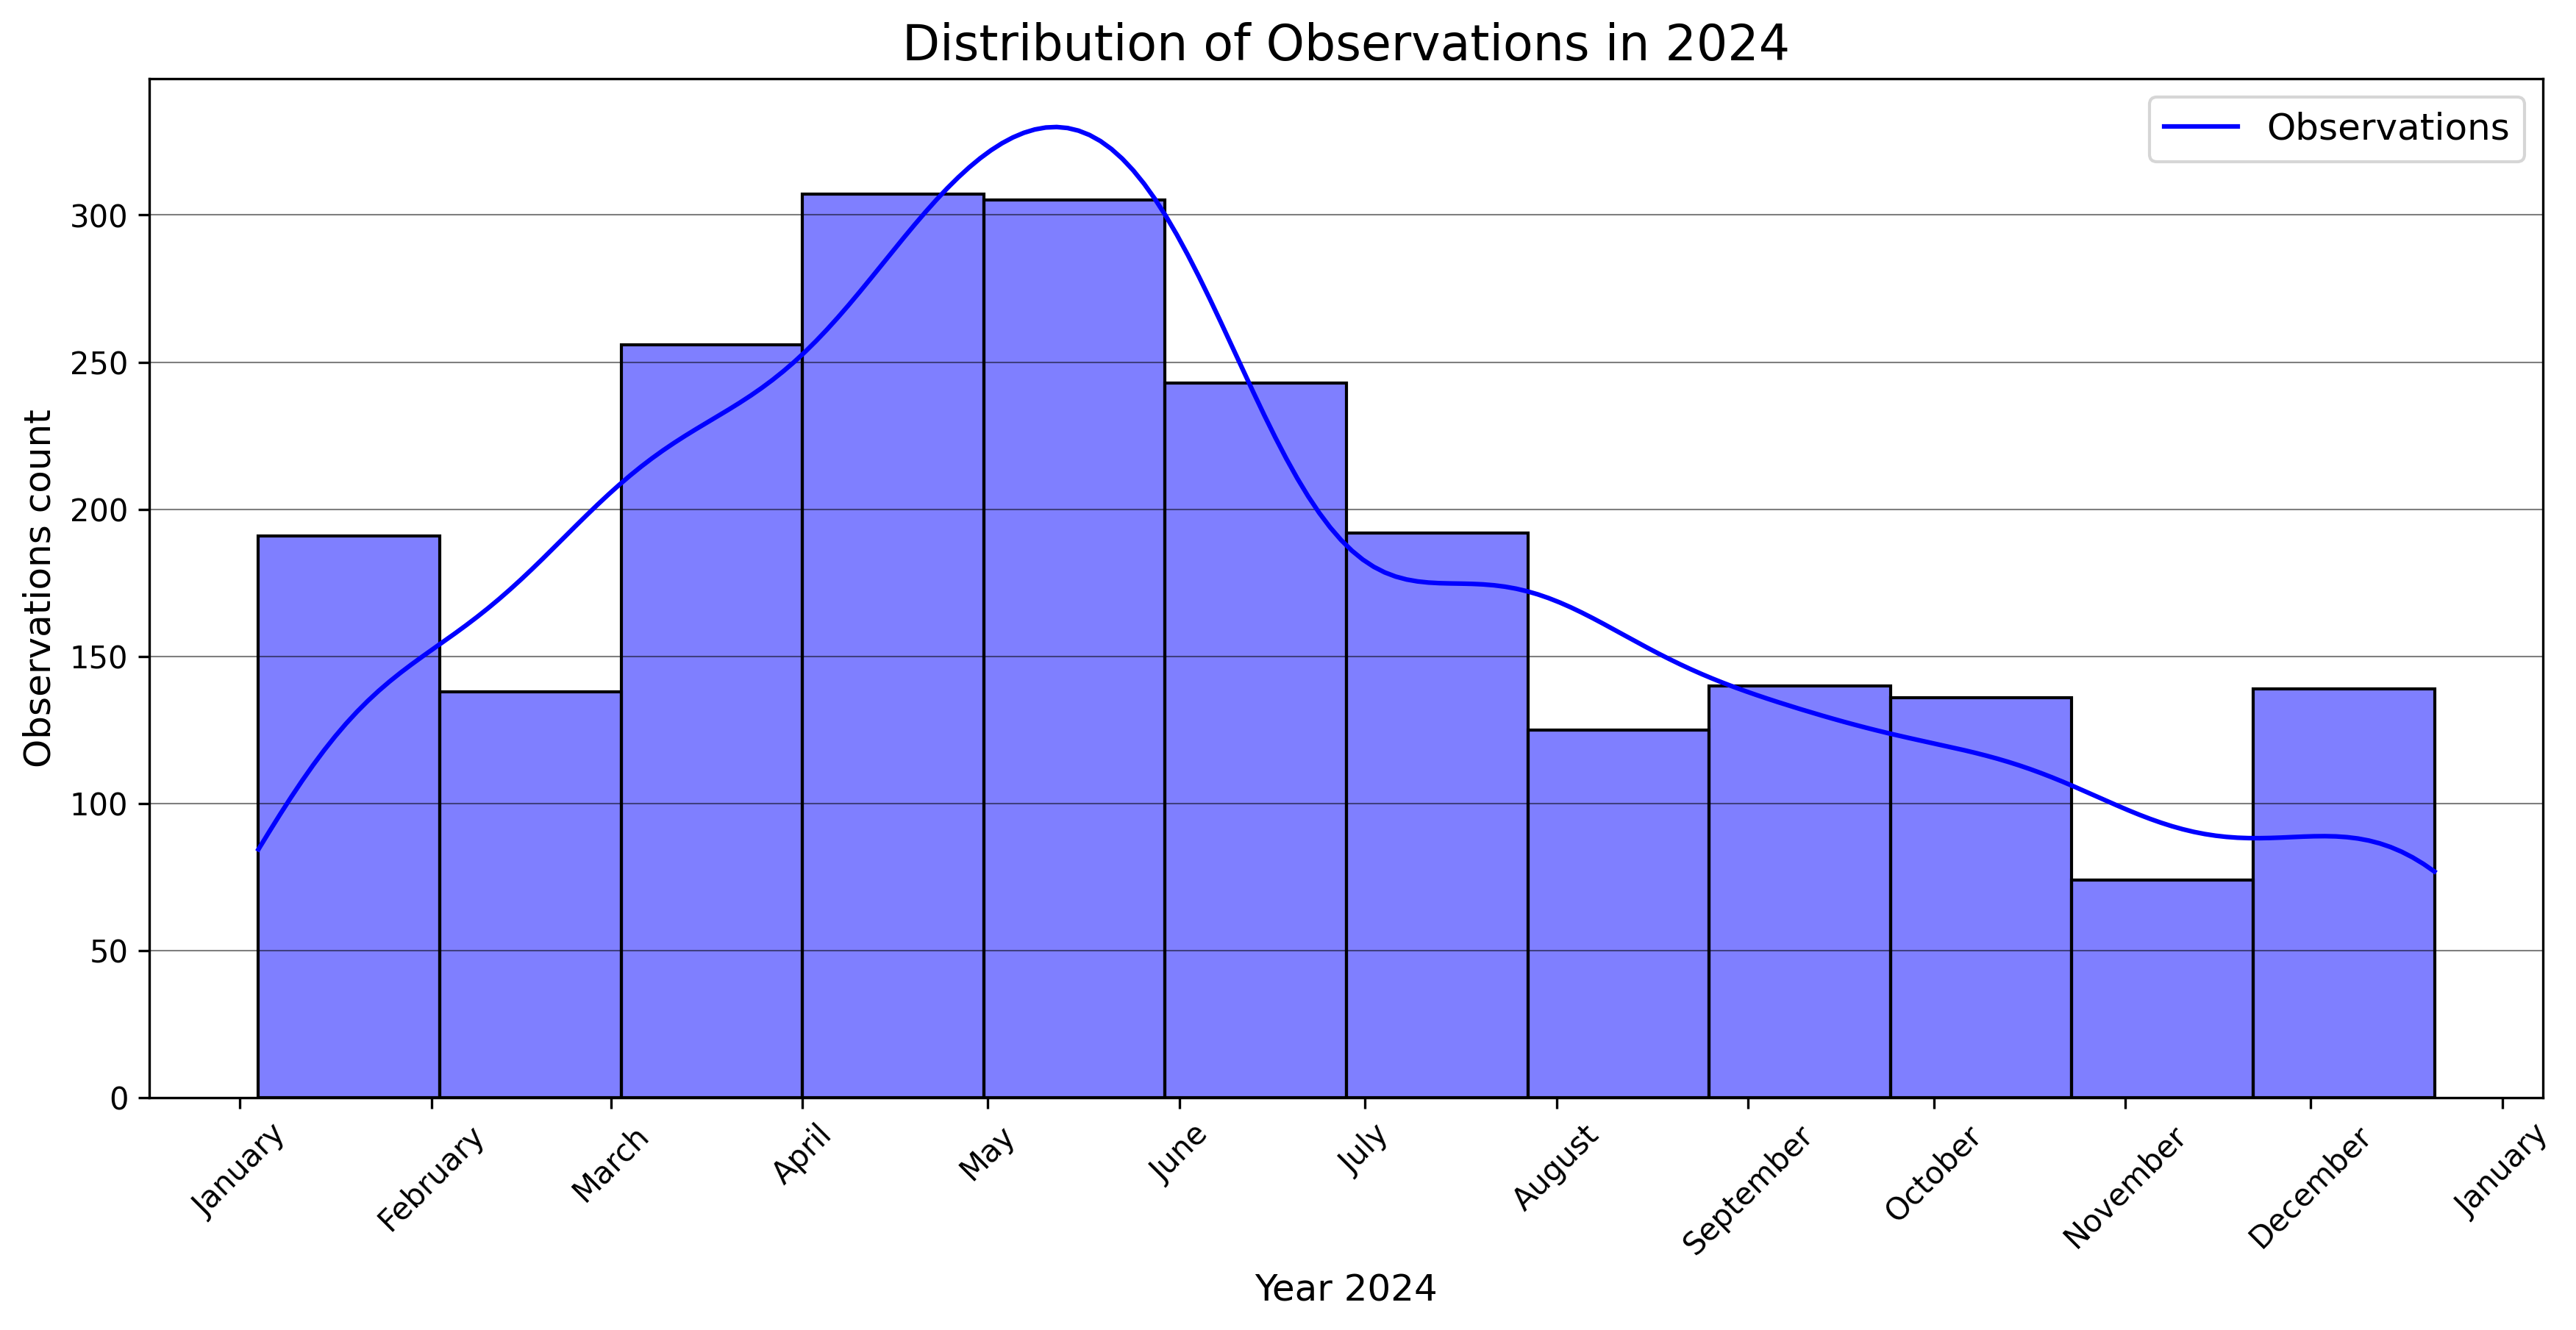 Distribution of Observations in 2024
Observations
Observations count
300
250
200
150
100
50
0
January
February
March
April
May
June
July
August
September
October
November
December
January
Year 2024